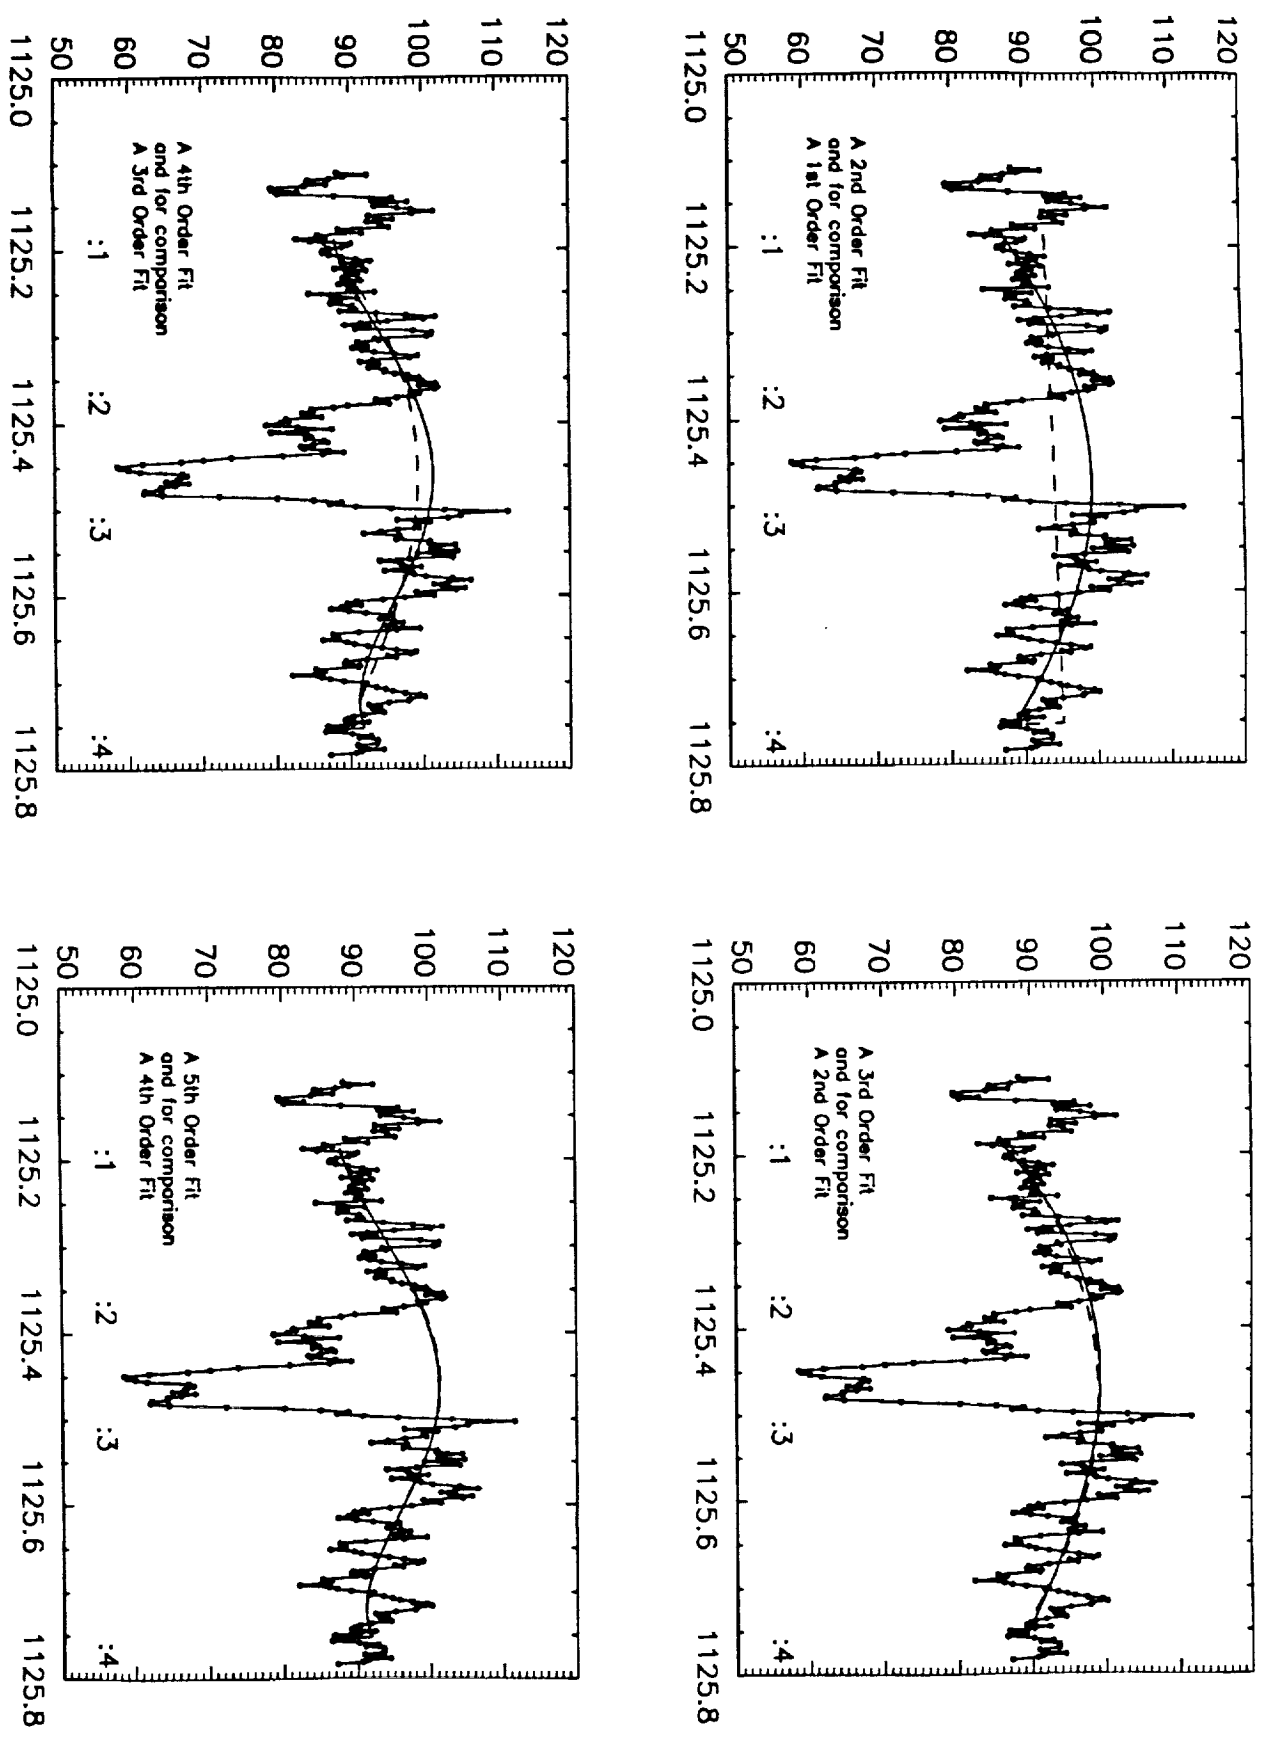 120
110
100
90
80
70
60
50
A 2nd Order Fit
and for comparison
A 1st Order Fit
:1 :2 :3 :4
1125.0 1125.2 1125.4 1125.6 1125.8
120
110
100
90
80
70
60
50
A 3rd Order Fit
and for comparison
A 2nd Order Fit
:1 :2 :3 :4
1125.0 1125.2 1125.4 1125.6 1125.8
120
110
100
90
80
70
60
50
A 4th Order Fit
and for comparison
A 3rd Order Fit
:1 :2 :3 :4
1125.0 1125.2 1125.4 1125.6 1125.8
120
110
100
90
80
70
60
50
A 5th Order Fit
and for comparison
A 4th Order Fit
:1 :2 :3 :4
1125.0 1125.2 1125.4 1125.6 1125.8